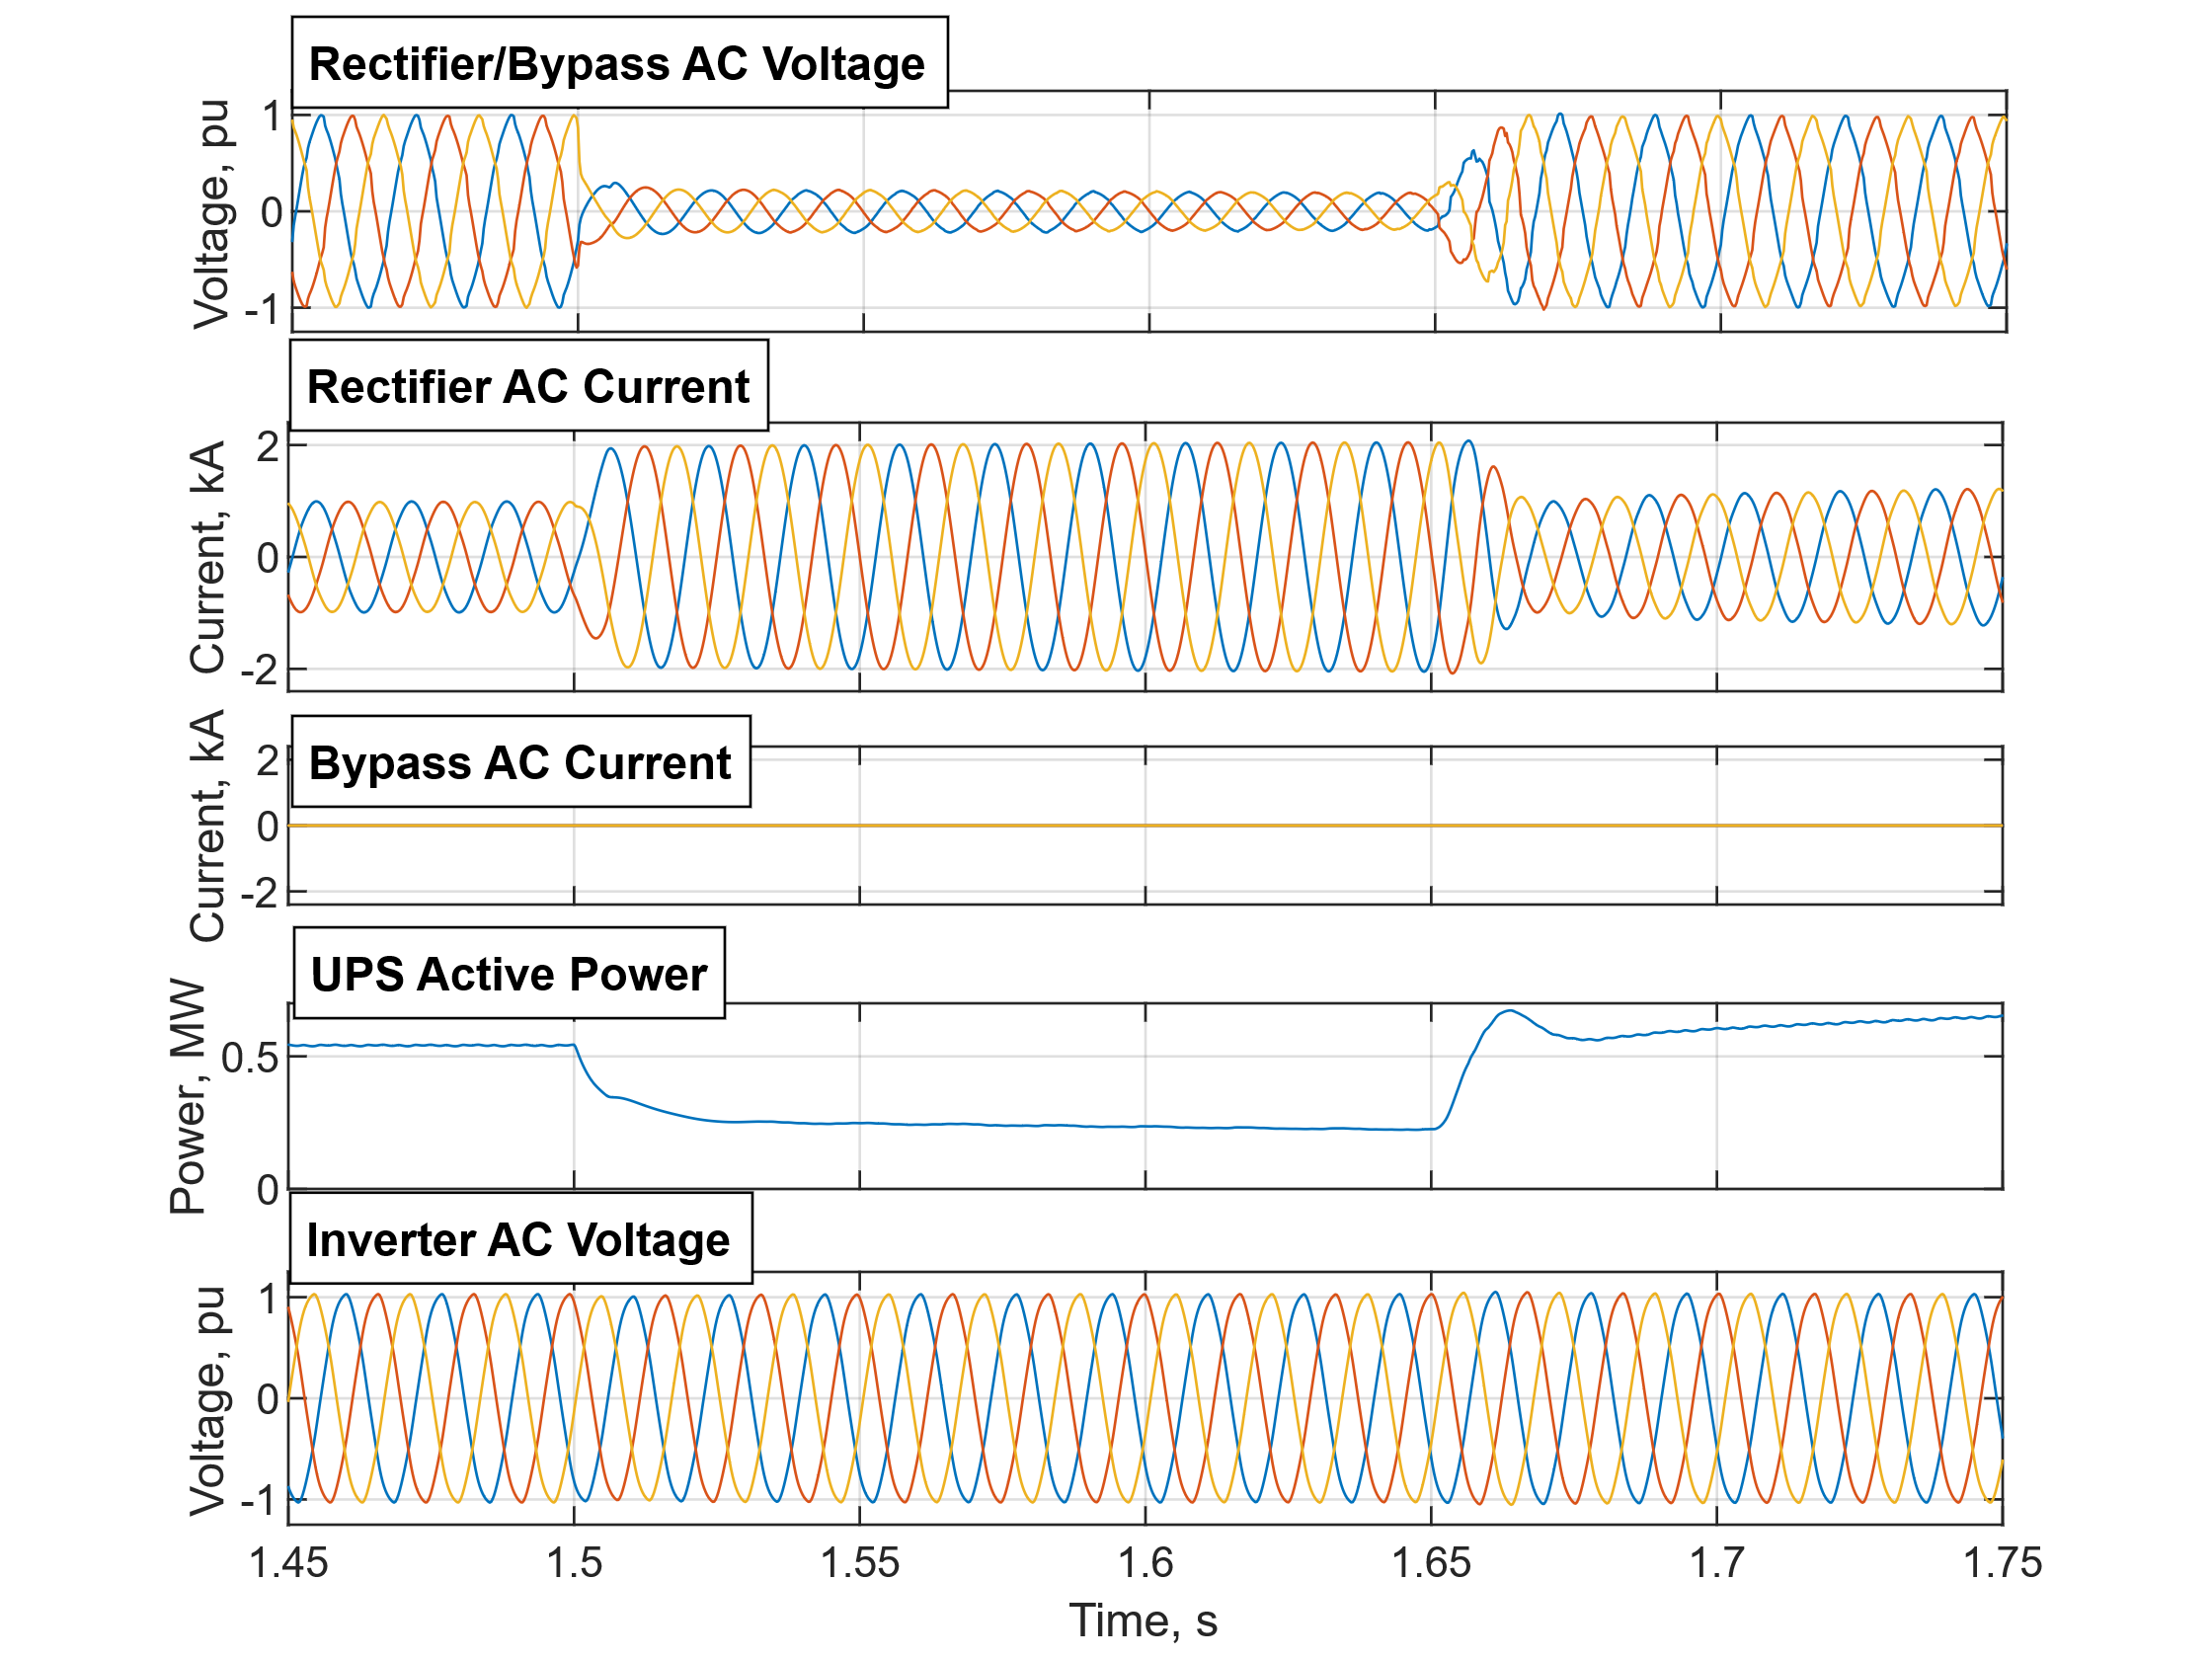 Rectifier/Bypass AC Voltage
Voltage, pu
1
0
-1
Rectifier AC Current
Current, kA
2
0
-2
Bypass AC Current
Current, kA
2
0
-2
UPS Active Power
Power, MW
0.5
0
Inverter AC Voltage
Voltage, pu
1
0
-1
1.45 1.5 1.55 1.6 1.65 1.7 1.75
Time, s